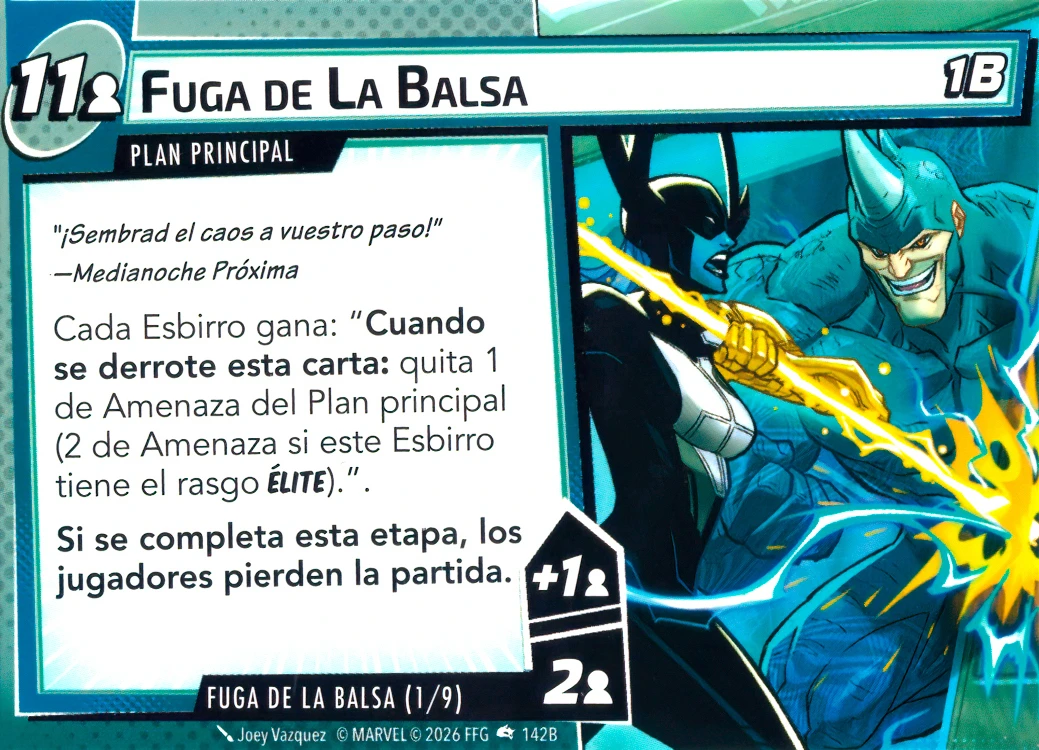 11
FUGA DE LA BALSA
1B
PLAN PRINCIPAL
"¡Sembrad el caos a vuestro paso!"
—Medianoche Próxima
Cada Esbirro gana: “Cuando
se derrote esta carta: quita 1
de Amenaza del Plan principal
(2 de Amenaza si este Esbirro
tiene el rasgo ÉLITE).”.
Si se completa esta etapa, los
jugadores pierden la partida.
+1
2
FUGA DE LA BALSA (1/9)
Joey Vazquez © MARVEL © 2026 FFG 142B